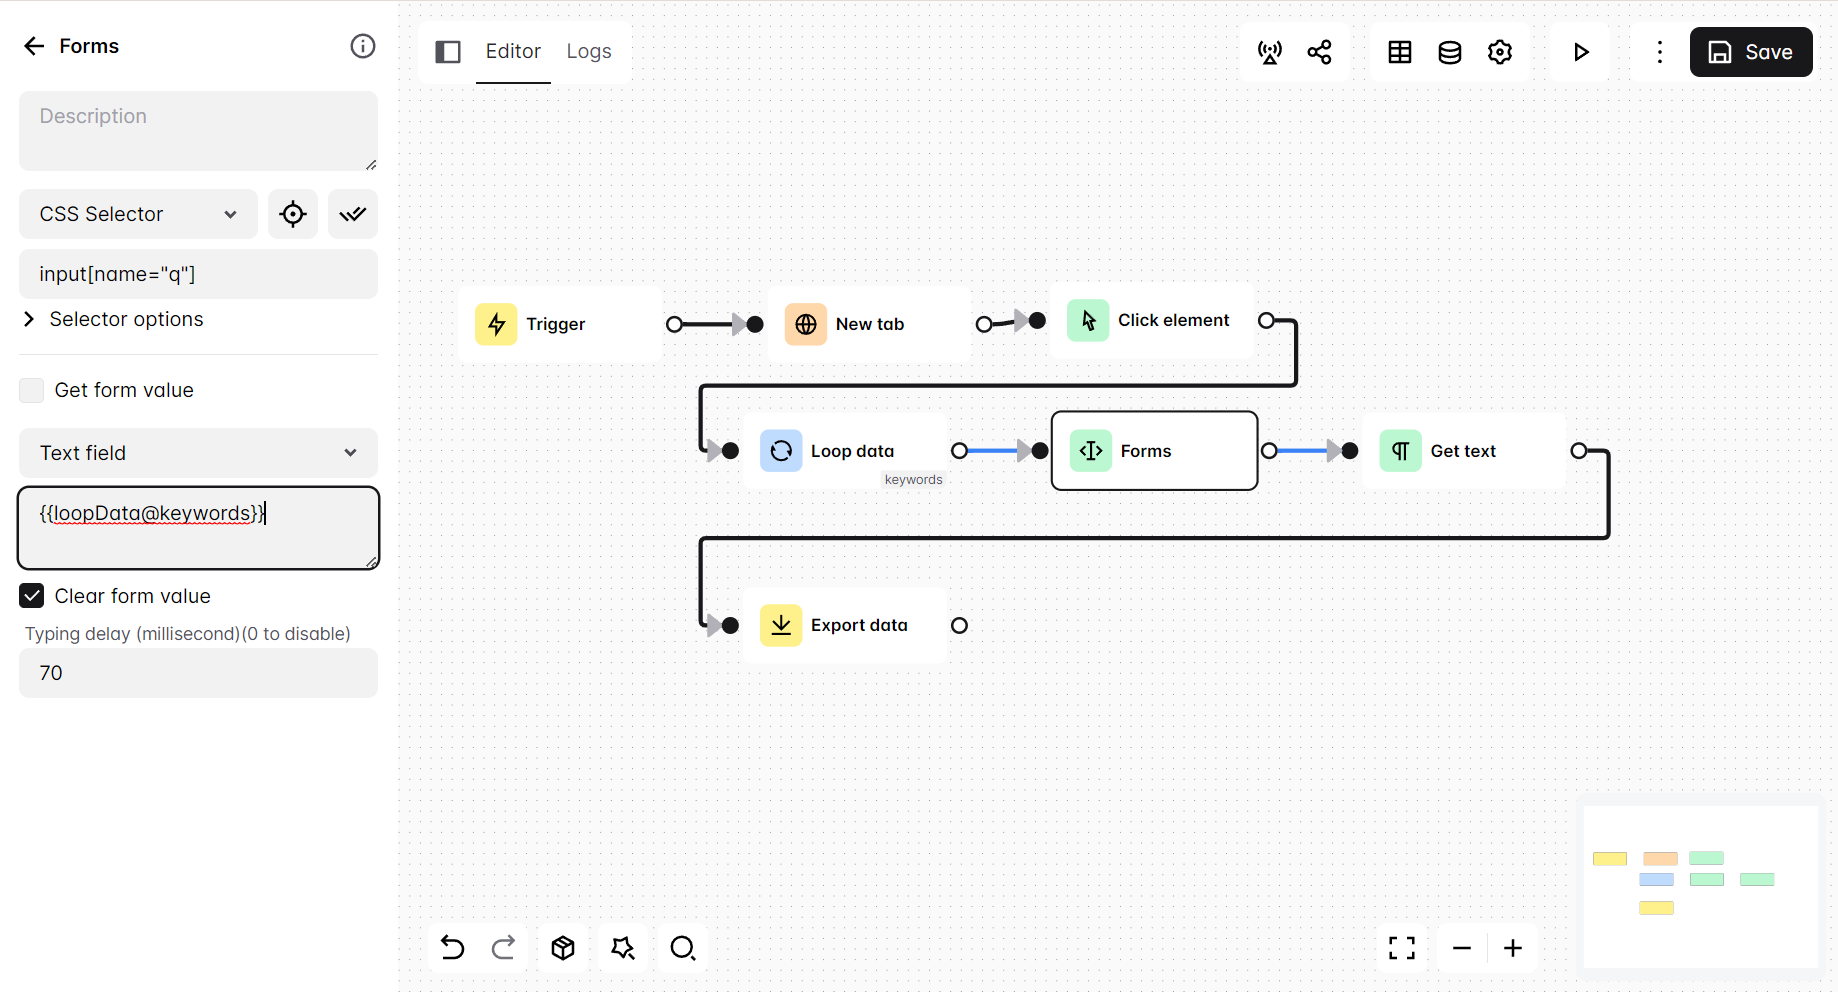 Forms
Description
CSS Selector
input[name="q"]
Selector options
Get form value
Text field
{{loopData@keywords}}
Clear form value
Typing delay (millisecond)(0 to disable)
70
Editor
Logs
Save
Trigger
New tab
Click element
Loop data
keywords
Forms
Get text
Export data